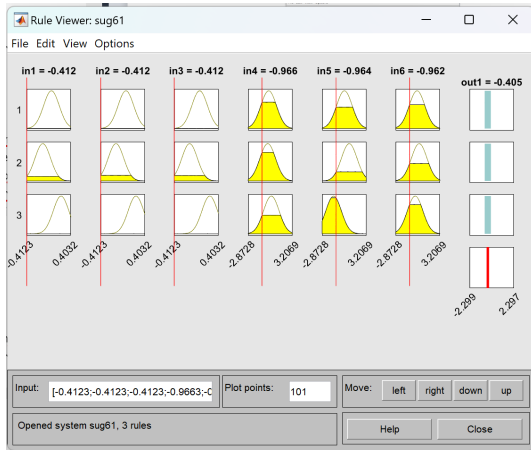 Rule Viewer: sug61
File Edit View Options
in1 = -0.412 in2 = -0.412 in3 = -0.412 in4 = -0.966 in5 = -0.964 in6 = -0.962 out1 = -0.405
1
2
3
-0.4123 0.4032 -0.4123 0.4032 -0.4123 0.4032 -2.8728 3.2069 -2.8728 3.2069 -2.8728 3.2069
-2.299 2.297
Input: [-0.4123;-0.4123;-0.4123;-0.9663;-0 Plot points: 101 Move: left right down up
Opened system sug61, 3 rules Help Close